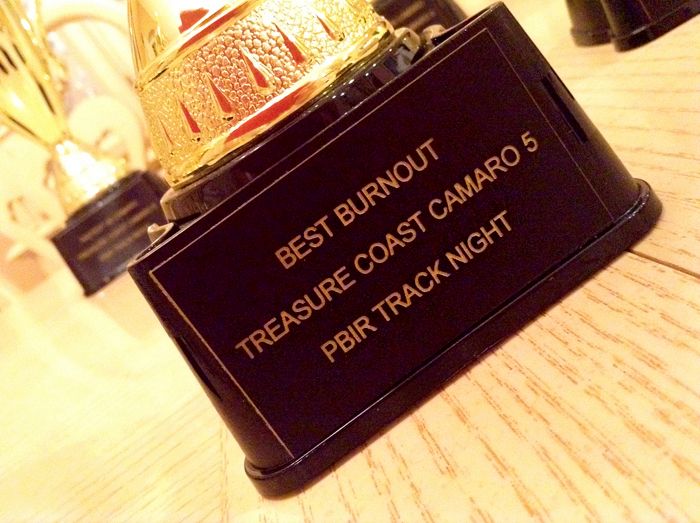 BEST BURNOUT
TREASURE COAST CAMARO 5
PBIR TRACK NIGHT